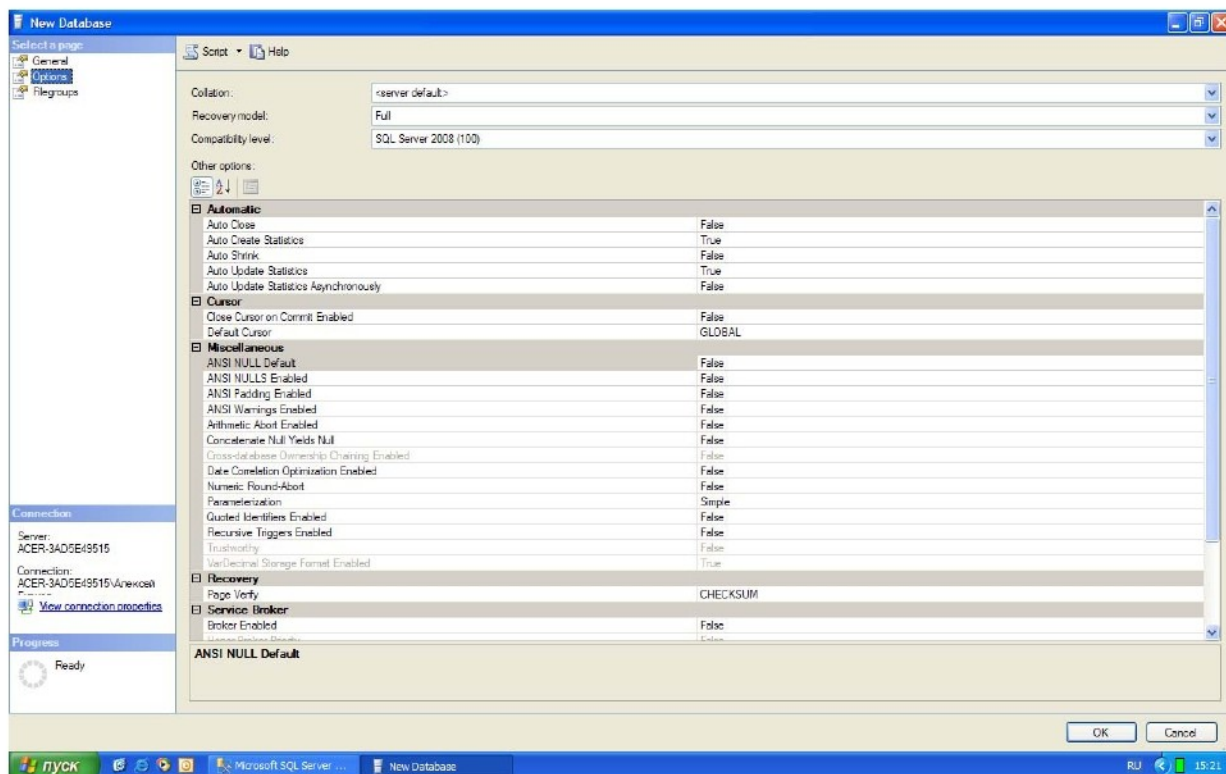 New Database
Select a page
General
Options
Filegroups
Script Help
Collation: <server default>
Recovery model: Full
Compatibility level: SQL Server 2008 (100)
Other options:
Automatic
Auto Close False
Auto Create Statistics True
Auto Shrink False
Auto Update Statistics True
Auto Update Statistics Asynchronously False
Cursor
Close Cursor on Commit Enabled False
Default Cursor GLOBAL
Miscellaneous
ANSI NULL Default False
ANSI NULLS Enabled False
ANSI Padding Enabled False
ANSI Warnings Enabled False
Arithmetic Abort Enabled False
Concatenate Null Yields Null False
Cross-database Ownership Chaining Enabled False
Date Correlation Optimization Enabled False
Numeric Round-Abort False
Parameterization Simple
Quoted Identifiers Enabled False
Recursive Triggers Enabled False
Trustworthy False
VarDecimal Storage Format Enabled True
Recovery
Page Verify CHECKSUM
Service Broker
Broker Enabled False
ANSI NULL Default
Connection
Server:
ACER-3AD5E49515
Connection:
ACER-3AD5E49515\Алексей
View connection properties
Progress
Ready
OK Cancel
пуск Microsoft SQL Server ... New Database RU 15:21